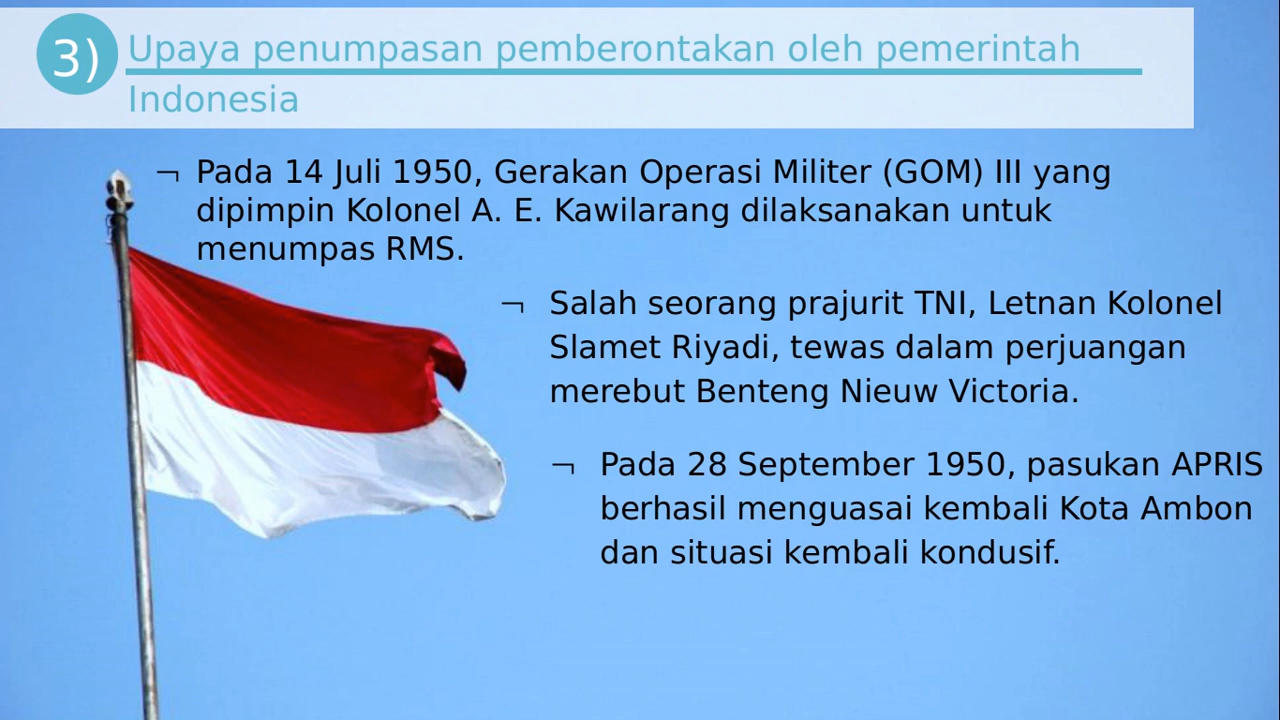 3) Upaya penumpasan pemberontakan oleh pemerintah
Indonesia
¬ Pada 14 Juli 1950, Gerakan Operasi Militer (GOM) III yang
dipimpin Kolonel A. E. Kawilarang dilaksanakan untuk
menumpas RMS.
¬ Salah seorang prajurit TNI, Letnan Kolonel
Slamet Riyadi, tewas dalam perjuangan
merebut Benteng Nieuw Victoria.
¬ Pada 28 September 1950, pasukan APRIS
berhasil menguasai kembali Kota Ambon
dan situasi kembali kondusif.